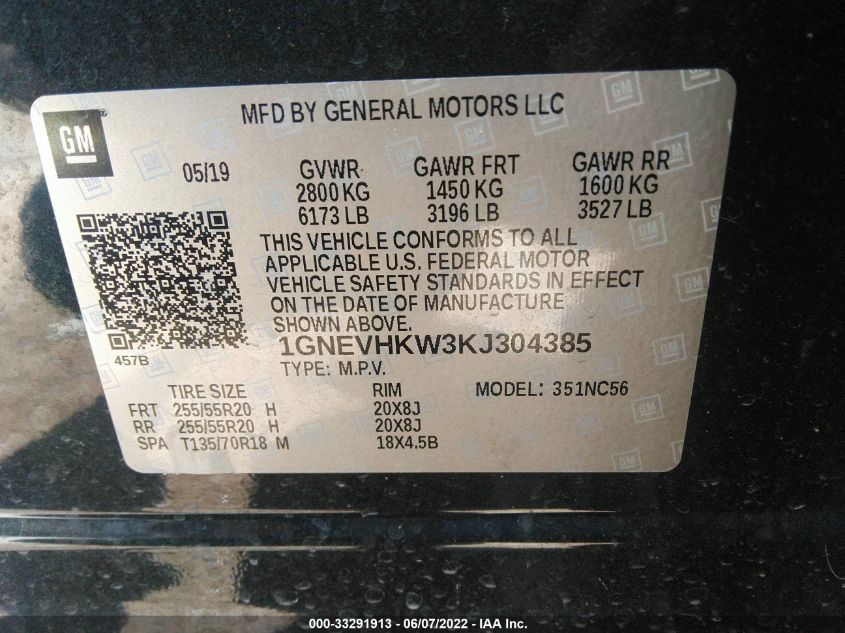 MFD BY GENERAL MOTORS LLC
GM
05/19 GVWR GAWR FRT GAWR RR
2800 KG 1450 KG 1600 KG
6173 LB 3196 LB 3527 LB
THIS VEHICLE CONFORMS TO ALL
APPLICABLE U.S. FEDERAL MOTOR
VEHICLE SAFETY STANDARDS IN EFFECT
ON THE DATE OF MANUFACTURE
SHOWN ABOVE.
457B
1GNEVHKW3KJ304385
TYPE: M.P.V.
TIRE SIZE RIM MODEL: 351NC56
FRT 255/55R20 H 20X8J
RR 255/55R20 H 20X8J
SPA T135/70R18 M 18X4.5B
000-33291913 - 06/07/2022 - IAA Inc.